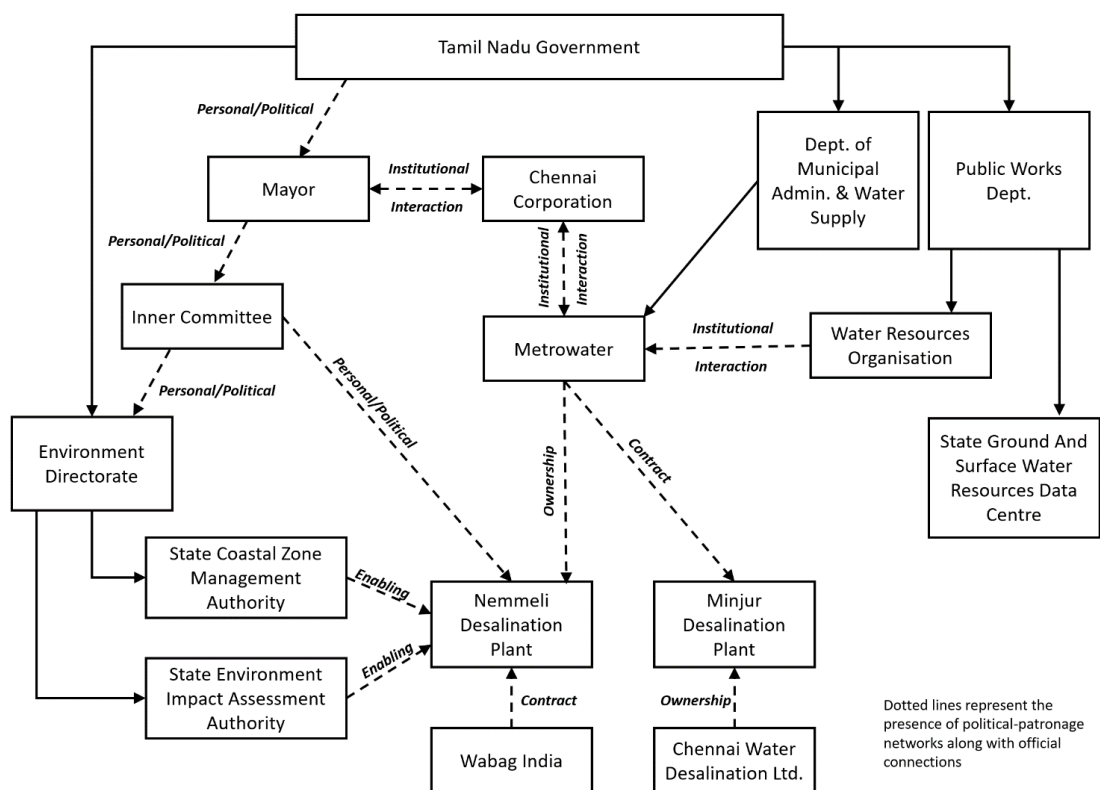 Tamil Nadu Government
Personal/Political
Mayor
Institutional
Interaction
Chennai
Corporation
Dept. of
Municipal
Admin. & Water
Supply
Public Works
Dept.
Personal/Political
Institutional
Interaction
Inner Committee
Metrowater
Institutional
Interaction
Water Resources
Organisation
Personal/Political
Personal/Political
Environment
Directorate
Ownership
Contract
State Ground And
Surface Water
Resources Data
Centre
State Coastal Zone
Management
Authority
Enabling
Nemmeli
Desalination
Plant
Minjur
Desalination
Plant
State Environment
Impact Assessment
Authority
Enabling
Contract
Ownership
Wabag India
Chennai Water
Desalination Ltd.
Dotted lines represent the
presence of political-patronage
networks along with official
connections